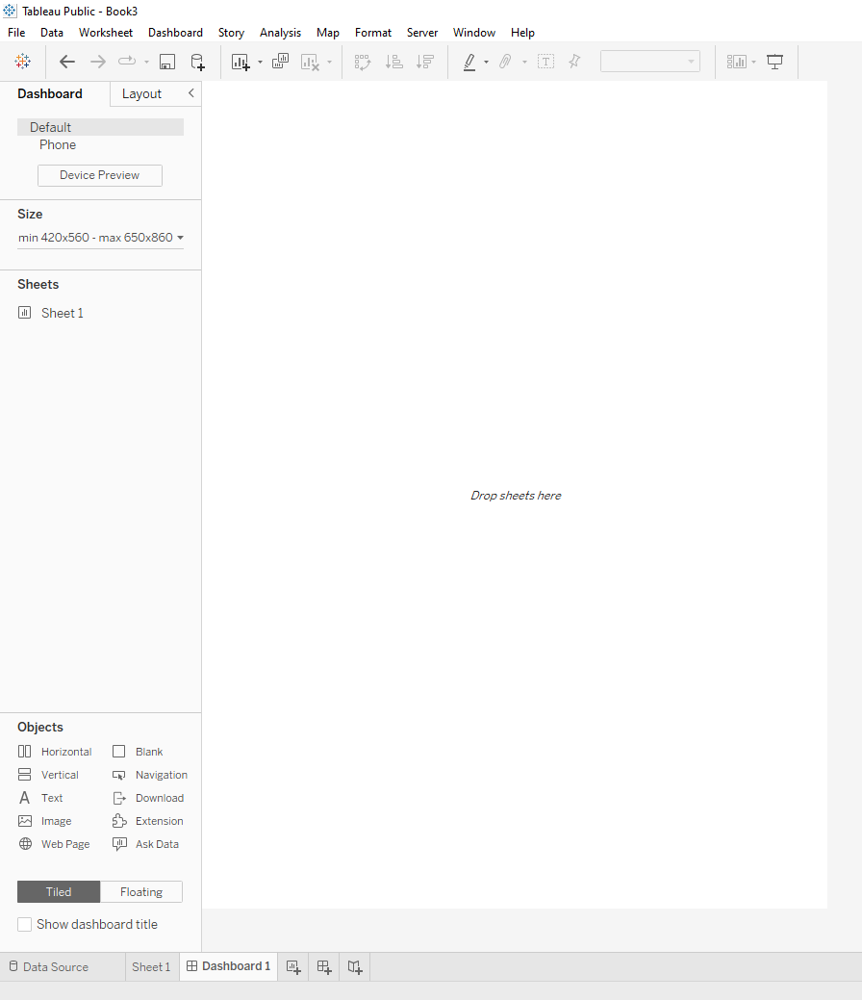 Tableau Public - Book3
File Data Worksheet Dashboard Story Analysis Map Format Server Window Help
Dashboard Layout
Default
Phone
Device Preview
Size
min 420x560 - max 650x860
Sheets
Sheet 1
Drop sheets here
Objects
Horizontal Blank
Vertical Navigation
Text Download
Image Extension
Web Page Ask Data
Tiled Floating
Show dashboard title
Data Source Sheet 1 Dashboard 1